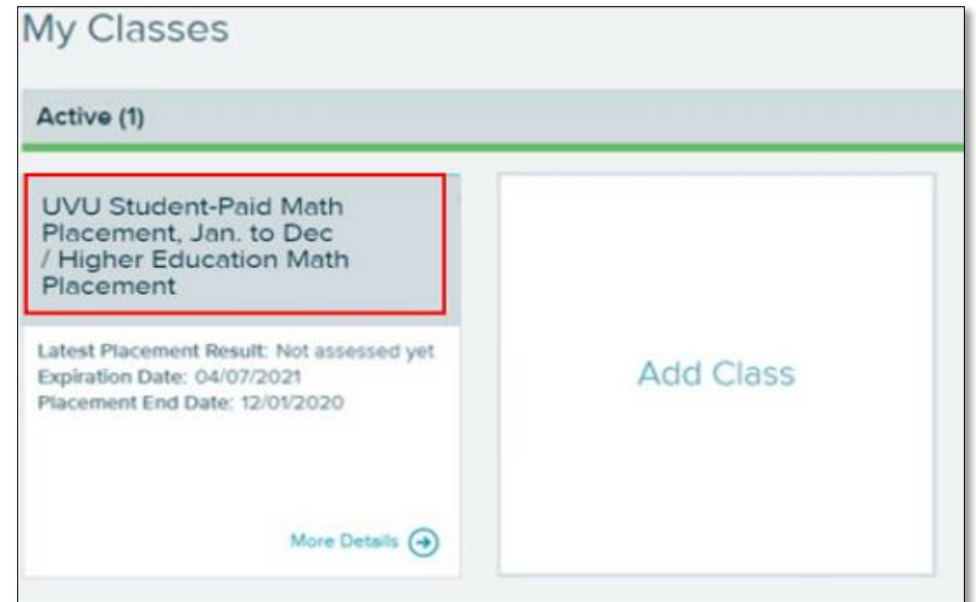 My Classes
Active (1)
UVU Student-Paid Math
Placement, Jan. to Dec
/ Higher Education Math
Placement
Latest Placement Result: Not assessed yet
Expiration Date: 04/07/2021
Placement End Date: 12/01/2020
More Details
Add Class